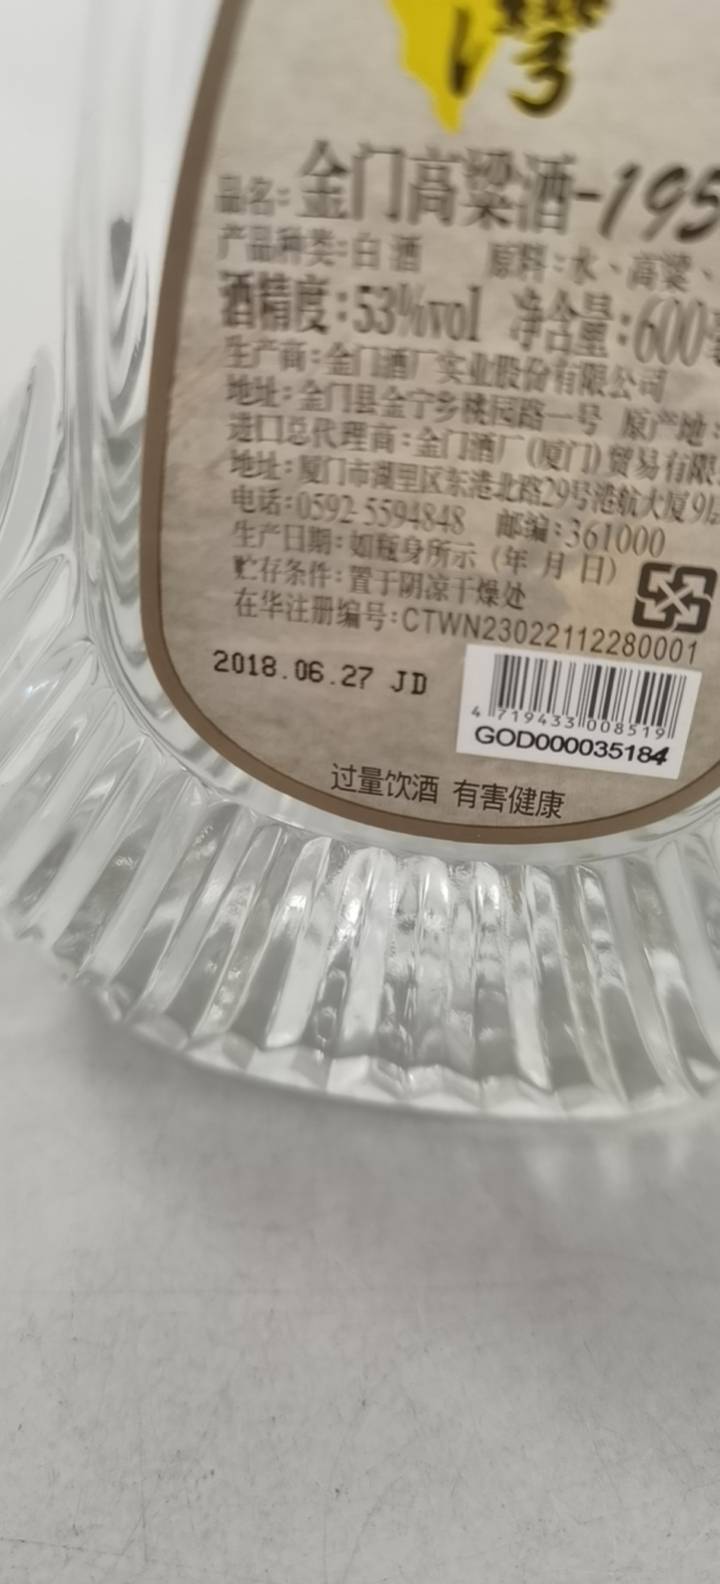 湾
品名:金门高粱酒-195
产品种类:白酒 原料:水、高粱、
酒精度:53%vol 净含量:600
生产商:金门酒厂实业股份有限公司
地址:金门县金宁乡桃园路一号 原产地:
进口总代理商:金门酒厂(厦门)贸易有限
地址:厦门市湖里区东港北路29号港航大厦9
电话:0592-5594848 邮编:361000
生产日期:如瓶身所示(年 月 日)
贮存条件:置于阴凉干燥处
在华注册编号:CTWN23022112280001
2018.06.27 JD
4 719433 008519
GOD000035184
过量饮酒 有害健康